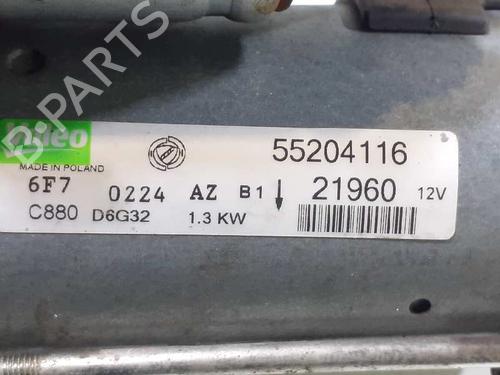 B PARTS
Valeo
MADE IN POLAND
55204116
6F7 0224 AZ B1 21960 12V
C880 D6G32 1.3 KW